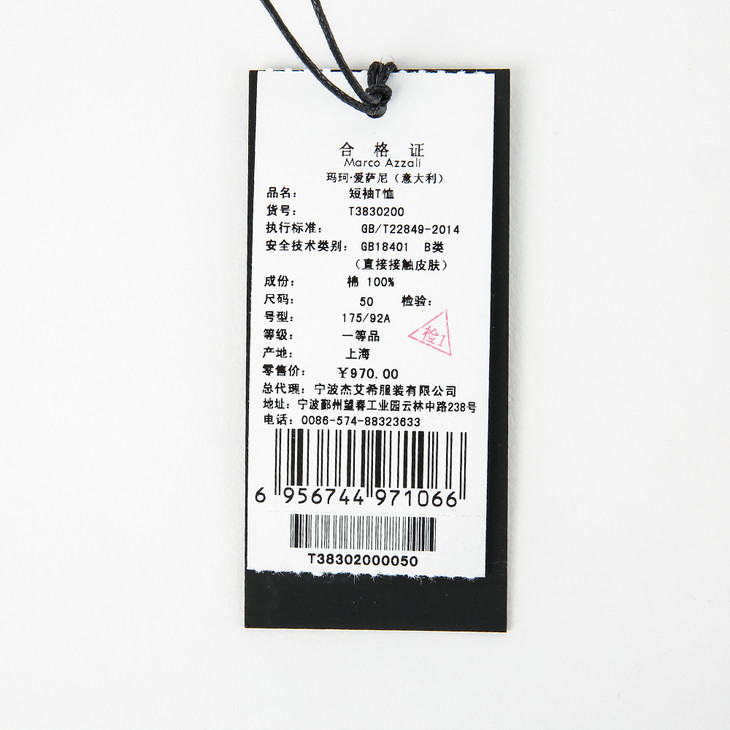 合格证
Marco Azzali
玛珂·爱萨尼（意大利）
品名： 短袖T恤
货号： T3830200
执行标准： GB/T22849-2014
安全技术类别： GB18401 B类
（直接接触皮肤）
成份： 棉 100%
尺码： 50 检验：
号型： 175/92A
检1
等级： 一等品
产地： 上海
零售价： ￥970.00
总代理：宁波杰艾希服装有限公司
地址：宁波鄞州望春工业园云林中路238号
电话：0086-574-88323633
6 956744 971066
T38302000050